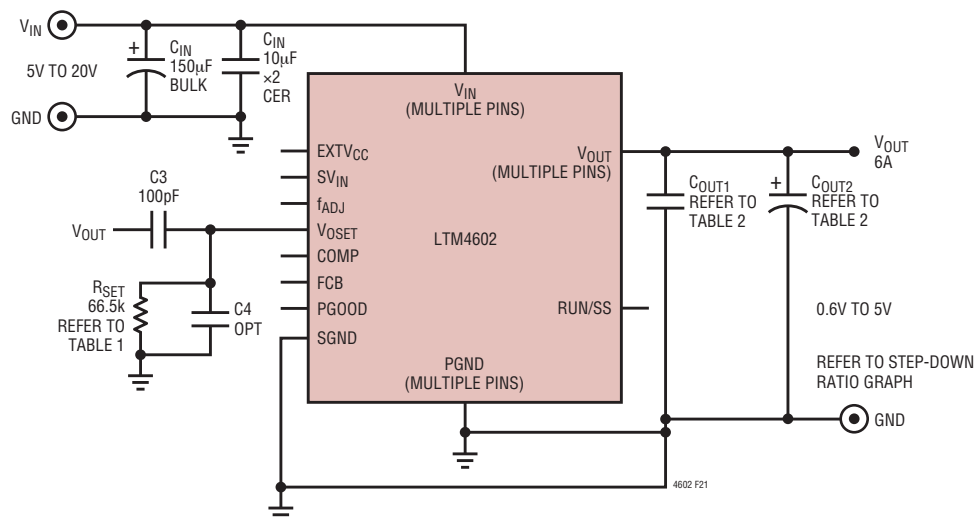 VIN
5V TO 20V
GND
+
CIN
150µF
BULK
CIN
10µF
×2
CER
VIN
(MULTIPLE PINS)
EXTVCC
SVIN
fADJ
VOSET
COMP
FCB
PGOOD
SGND
LTM4602
VOUT
(MULTIPLE PINS)
RUN/SS
PGND
(MULTIPLE PINS)
C3
100pF
VOUT
RSET
66.5k
REFER TO
TABLE 1
C4
OPT
COUT1
REFER TO
TABLE 2
+
COUT2
REFER TO
TABLE 2
VOUT
6A
0.6V TO 5V
REFER TO STEP-DOWN
RATIO GRAPH
GND
4602 F21